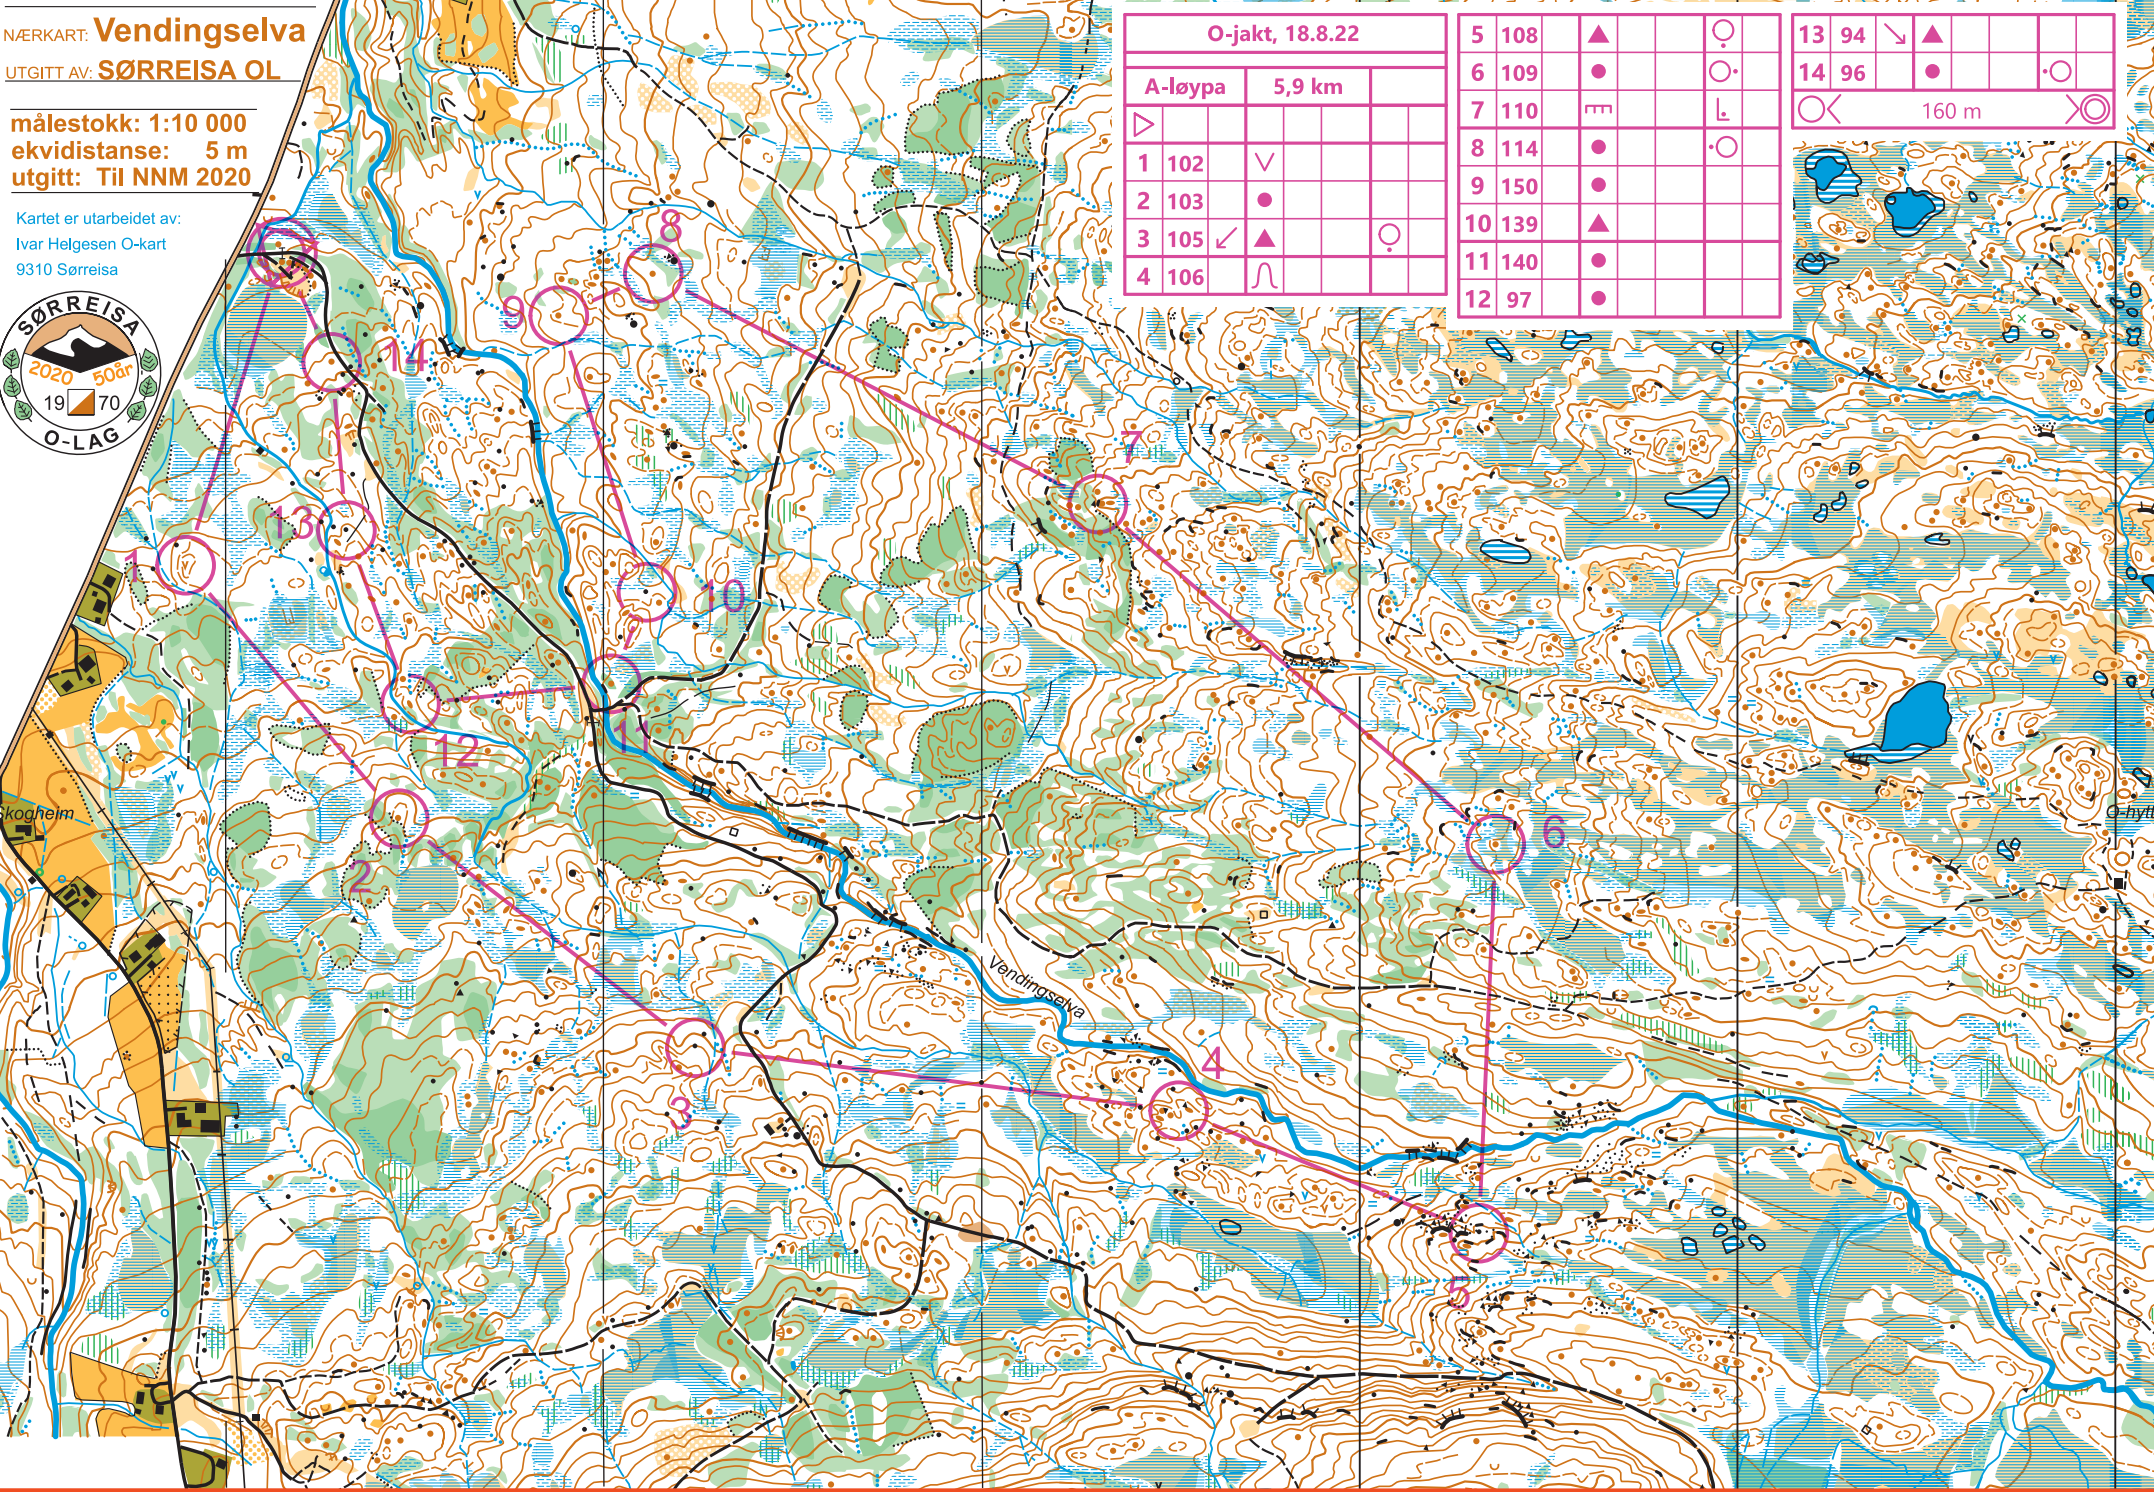 NÆRKART: Vendingselva
UTGITT AV: SØRREISA OL
målestokk: 1:10 000
ekvidistanse: 5 m
utgitt: Til NNM 2020
Kartet er utarbeidet av:
Ivar Helgesen O-kart
9310 Sørreisa
SØRREISA
2020 50år
19 70
O-LAG
O-jakt, 18.8.22
A-løypa 5,9 km
1 102
2 103
3 105
4 106
5 108
6 109
7 110
8 114
9 150
10 139
11 140
12 97
13 94
14 96
160 m
8
9
14
7
13
1
10
11
12
6
2
4
3
5
Skogheim
Vendingselva
O-hytt